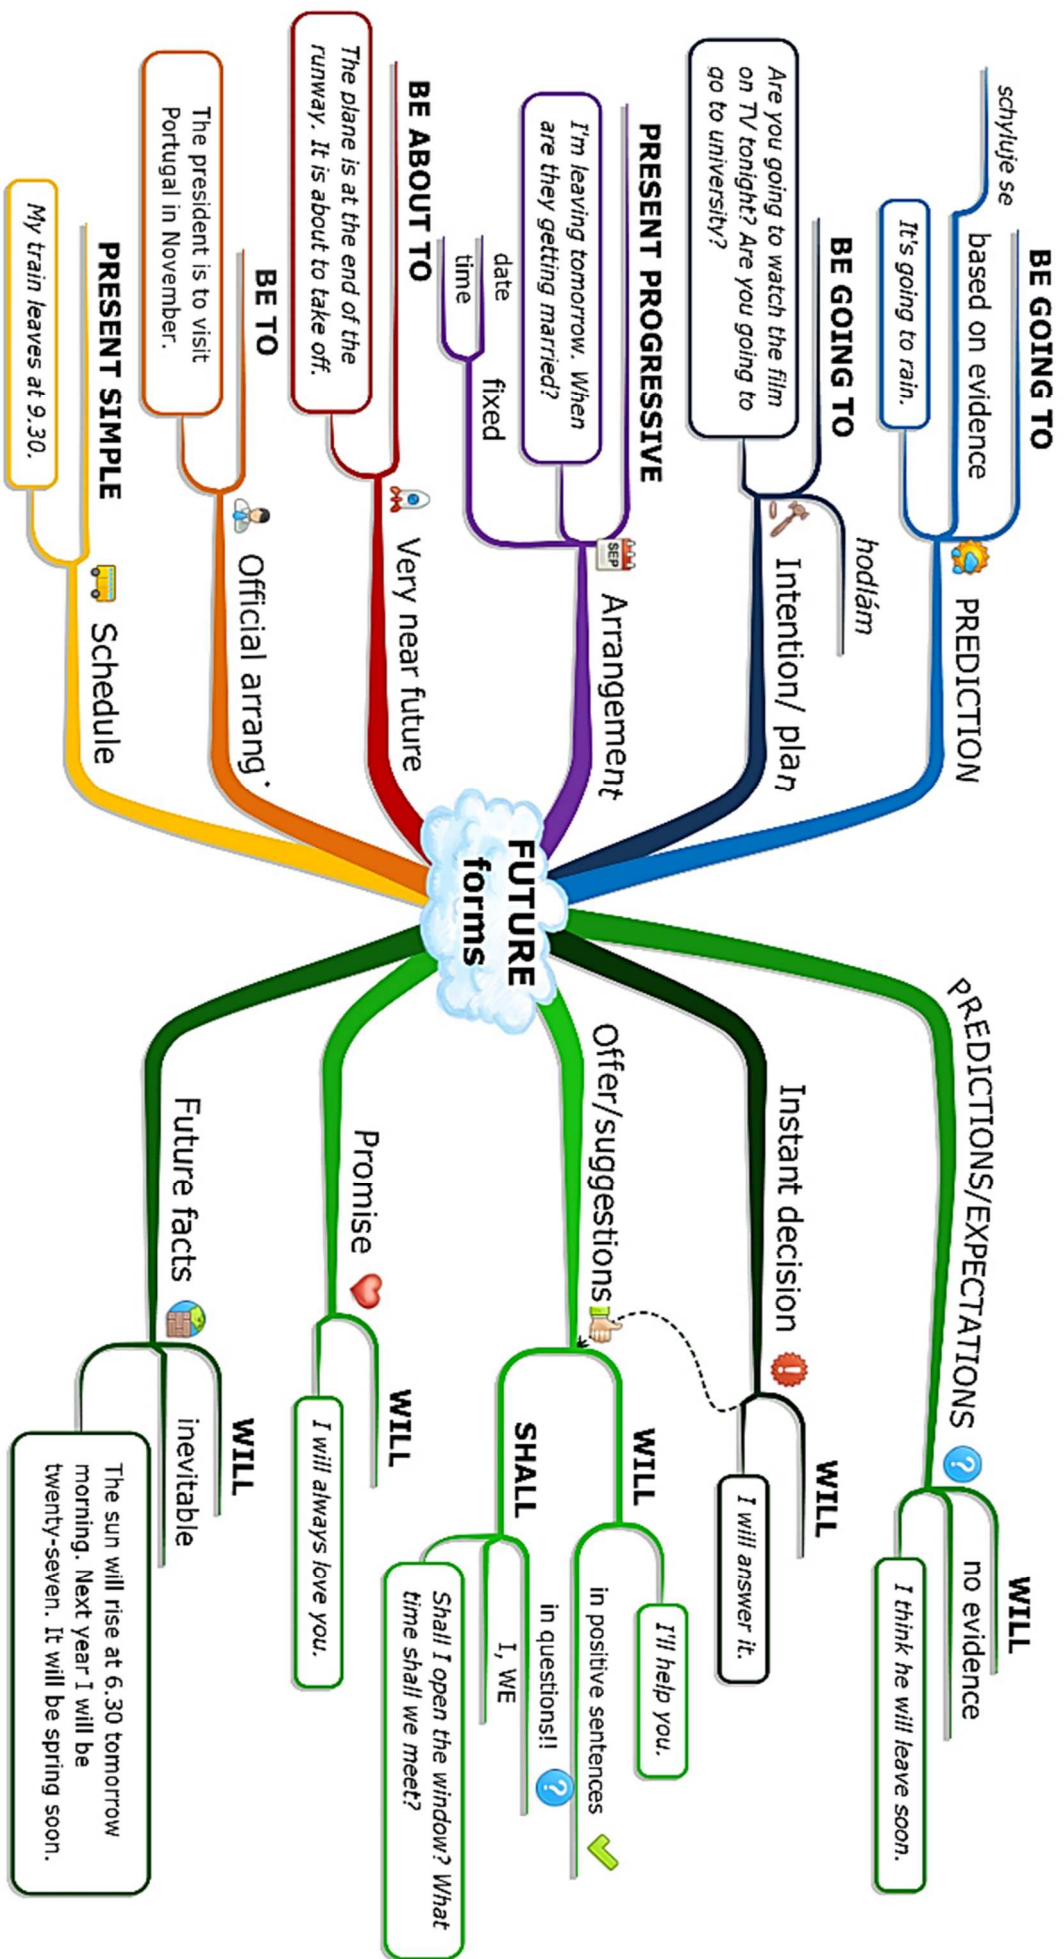 FUTURE
forms
PREDICTION
BE GOING TO
based on evidence
schyluje se
It's going to rain.
Intention/ plan
BE GOING TO
hodlám
Are you going to watch the film
on TV tonight? Are you going to
go to university?
Arrangement
SEP
PRESENT PROGRESSIVE
I'm leaving tomorrow. When
are they getting married?
fixed
date
time
Very near future
BE ABOUT TO
The plane is at the end of the
runway. It is about to take off.
Official arrang.
BE TO
The president is to visit
Portugal in November.
Schedule
PRESENT SIMPLE
My train leaves at 9.30.
PREDICTIONS/EXPECTATIONS ?
WILL
no evidence
I think he will leave soon.
Instant decision !
WILL
I will answer it.
Offer/suggestions
WILL
I'll help you.
in positive sentences
SHALL
in questions!! ?
I, WE
Shall I open the window? What
time shall we meet?
Promise
WILL
I will always love you.
Future facts
WILL
inevitable
The sun will rise at 6.30 tomorrow
morning. Next year I will be
twenty-seven. It will be spring soon.